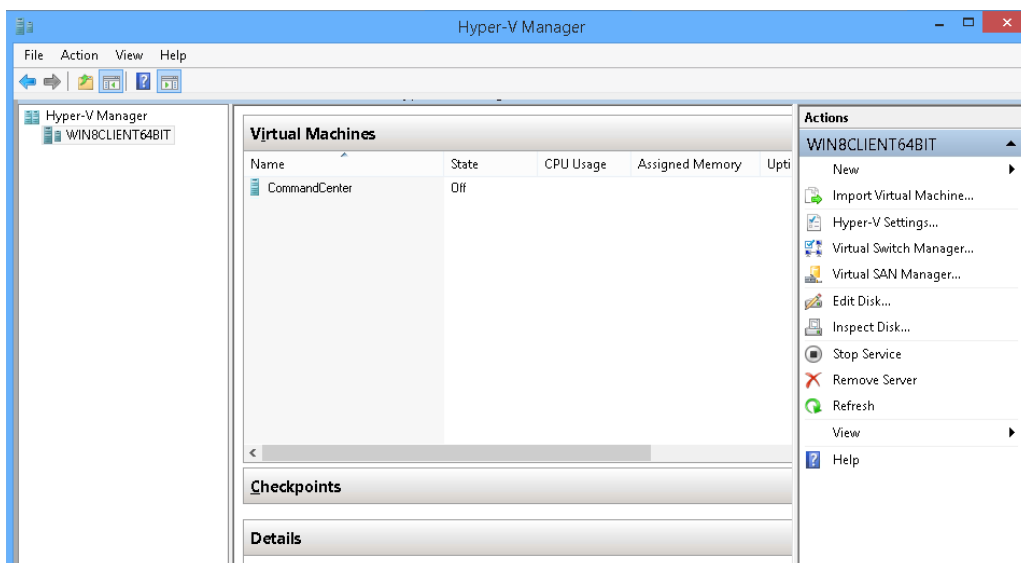 Hyper-V Manager
File Action View Help
Hyper-V Manager
WIN8CLIENT64BIT
Virtual Machines
Name State CPU Usage Assigned Memory Upti
CommandCenter Off
Checkpoints
Details
Actions
WIN8CLIENT64BIT
New
Import Virtual Machine...
Hyper-V Settings...
Virtual Switch Manager...
Virtual SAN Manager...
Edit Disk...
Inspect Disk...
Stop Service
Remove Server
Refresh
View
Help